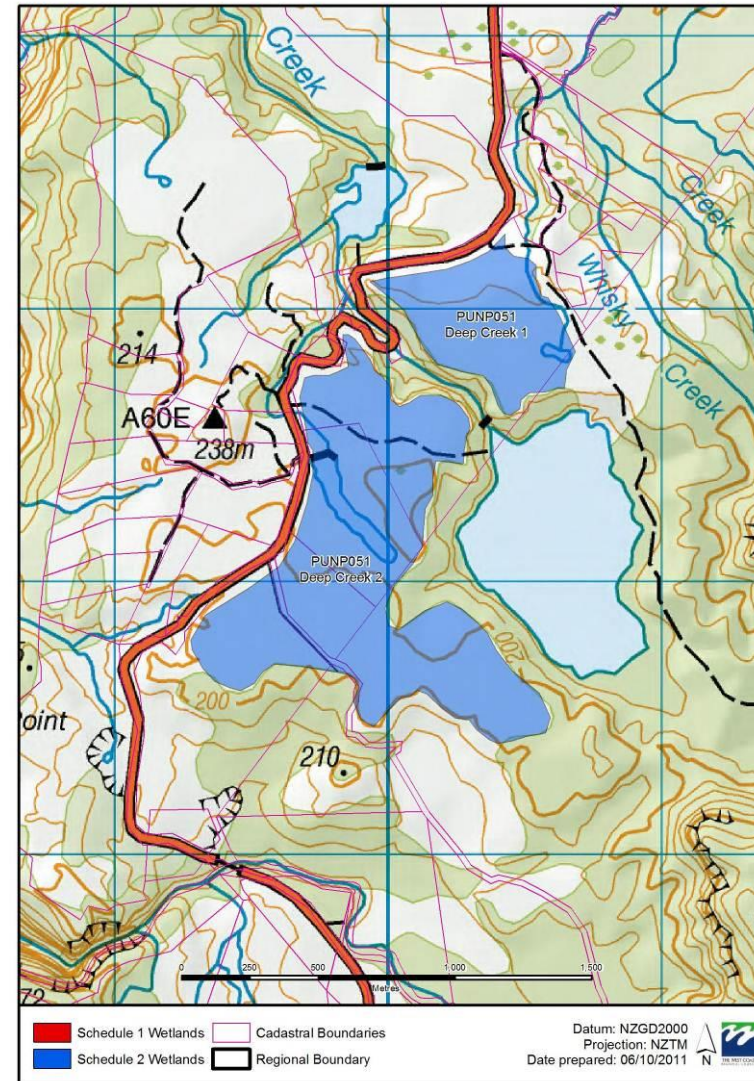 Creek
Creek
Whisky
Creek
PUNP051
Deep Creek 1
214
A60E
238m
PUNP051
Deep Creek 2
200
200
oint
210
72
0 250 500 1,000 1,500
Metres
Schedule 1 Wetlands
Cadastral Boundaries
Schedule 2 Wetlands
Regional Boundary
Datum: NZGD2000
Projection: NZTM
Date prepared: 06/10/2011
N